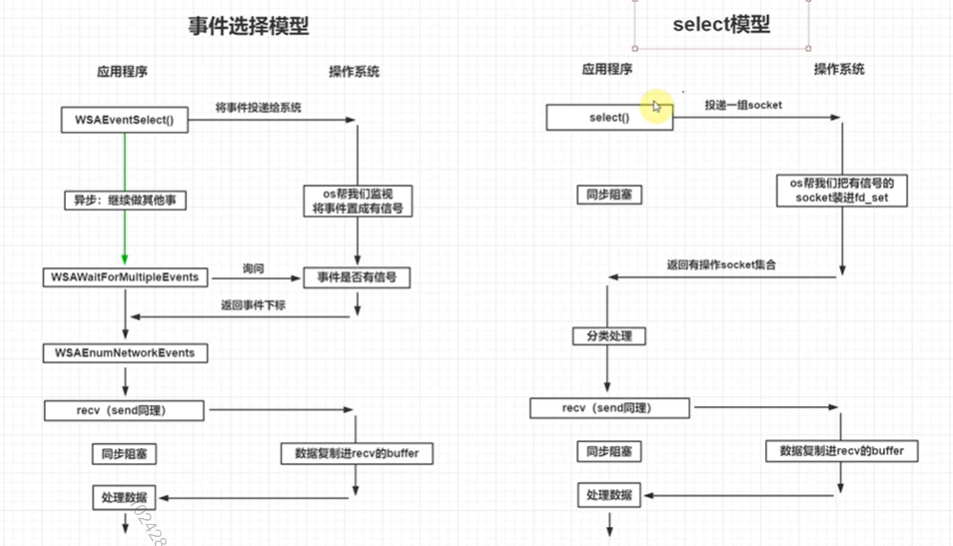 事件选择模型
应用程序
操作系统
WSAEventSelect()
将事件投递给系统
异步：继续做其他事
os帮我们监视
将事件置成有信号
WSAWaitForMultipleEvents
询问
事件是否有信号
返回事件下标
WSAEnumNetworkEvents
recv（send同理）
同步阻塞
数据复制进recv的buffer
处理数据
select模型
应用程序
操作系统
select()
投递一组socket
同步阻塞
os帮我们把有信号的
socket装进fd_set
返回有操作socket集合
分类处理
recv（send同理）
同步阻塞
数据复制进recv的buffer
处理数据